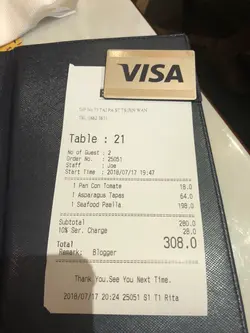 VISA
Table : 21
No of Guest : 2
Order No. : 25051
Staff : Joe
Start Time : 2018/07/17 19:47
1 Pan Con Tomate 18.0
1 Asparagus Tapas 64.0
1 Seafood Paella 198.0
Subtotal 280.0
10% Ser. Charge 28.0
Total 308.0
Remark: Blogger
Thank You.See You Next Time.
2018/07/17 20:24 25051 S1 T1 Rita